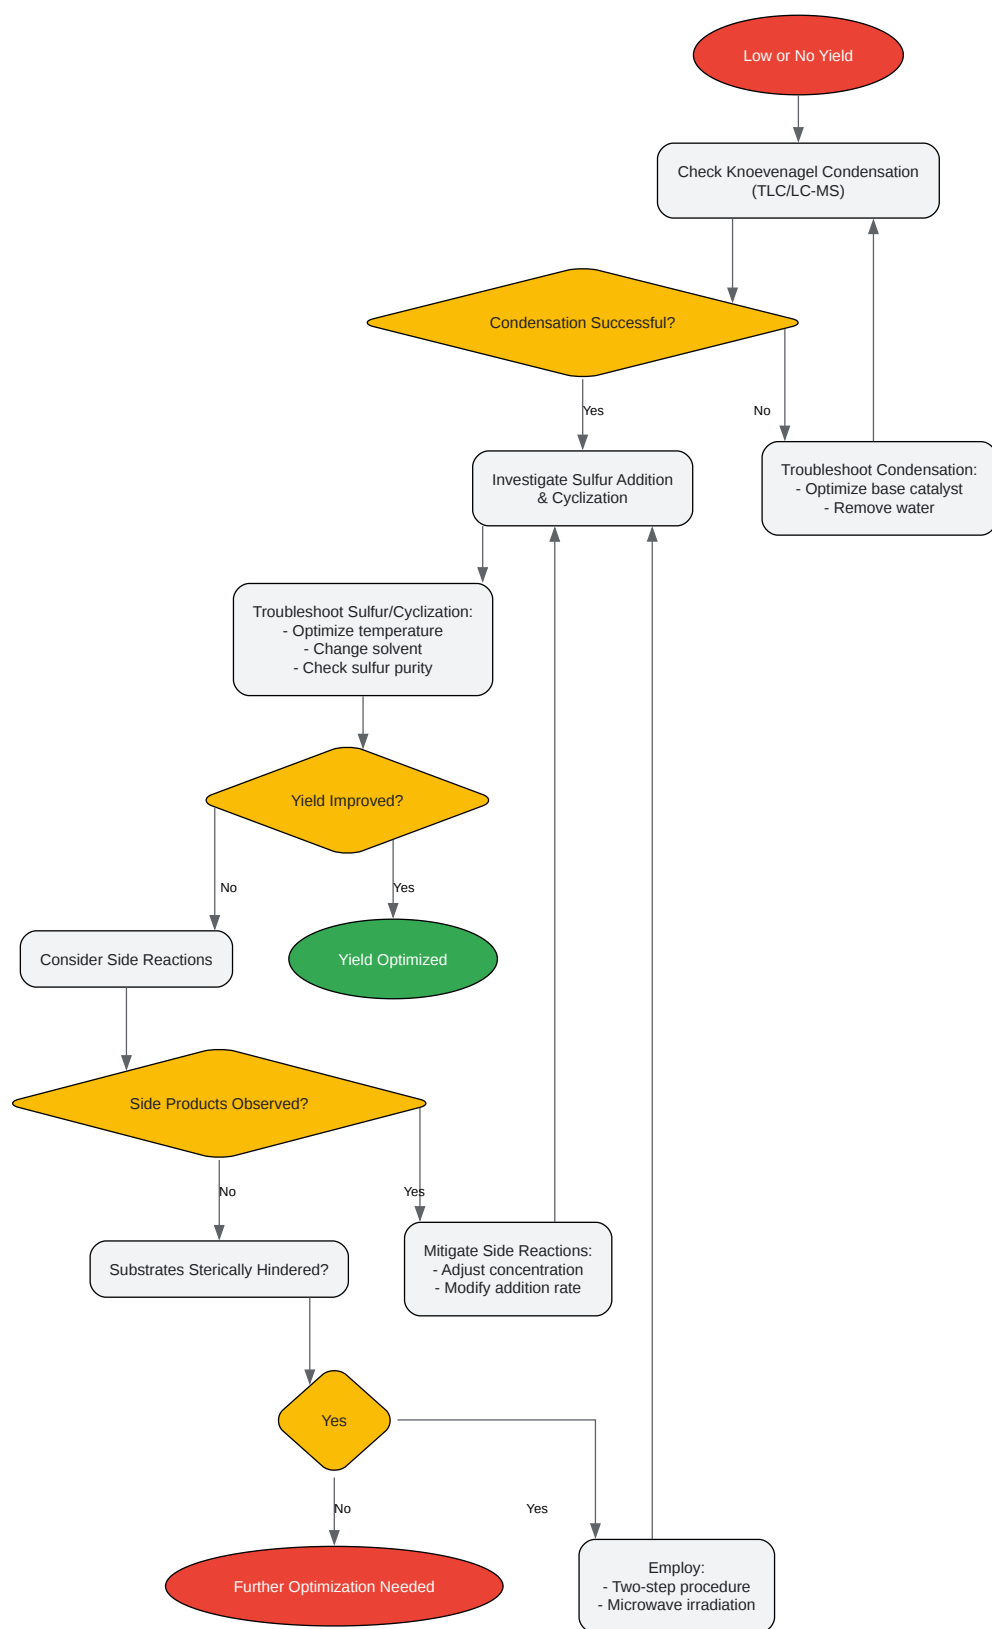 Low or No Yield
Check Knoevenagel Condensation
(TLC/LC-MS)
Condensation Successful?
Yes
No
Investigate Sulfur Addition
& Cyclization
Troubleshoot Condensation:
- Optimize base catalyst
- Remove water
Troubleshoot Sulfur/Cyclization:
- Optimize temperature
- Change solvent
- Check sulfur purity
Yield Improved?
No
Yes
Consider Side Reactions
Yield Optimized
Side Products Observed?
No
Yes
Substrates Sterically Hindered?
Mitigate Side Reactions:
- Adjust concentration
- Modify addition rate
Yes
No
Yes
Further Optimization Needed
Employ:
- Two-step procedure
- Microwave irradiation